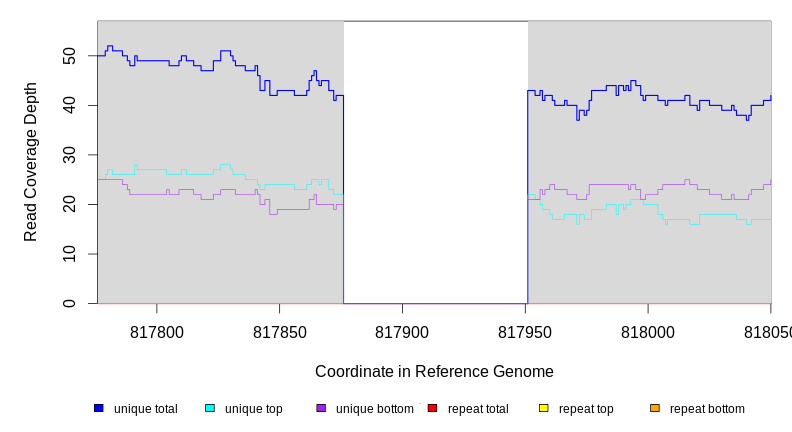 Read Coverage Depth
50
40
30
20
10
0
817800 817850 817900 817950 818000 81805
Coordinate in Reference Genome
unique total unique top unique bottom repeat total repeat top repeat bottom